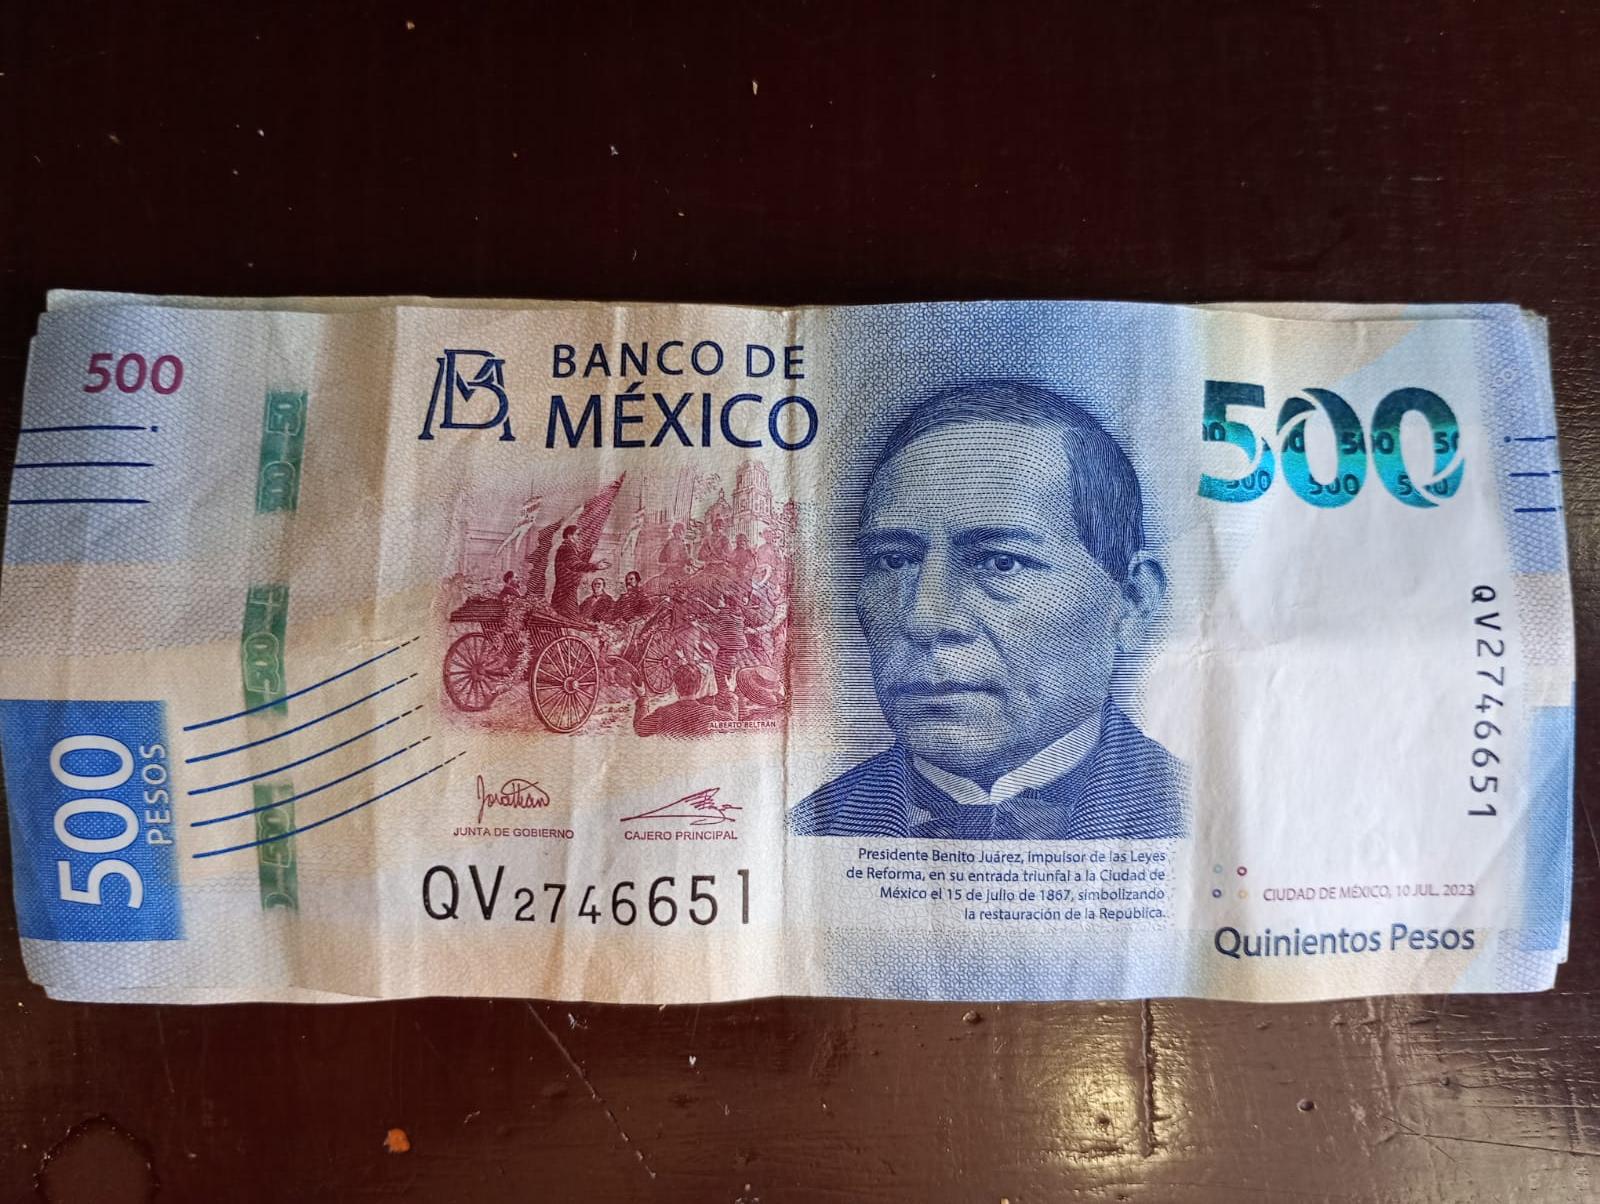 500
BM
BANCO DE
MÉXICO
500
500
PESOS
ALBERTO BELTRÁN
JUNTA DE GOBIERNO
CAJERO PRINCIPAL
QV2746651
Presidente Benito Juárez, impulsor de las Leyes
de Reforma, en su entrada triunfal a la Ciudad de
México el 15 de julio de 1867, simbolizando
la restauración de la República.
QV2746651
CIUDAD DE MÉXICO, 10 JUL. 2023
Quinientos Pesos